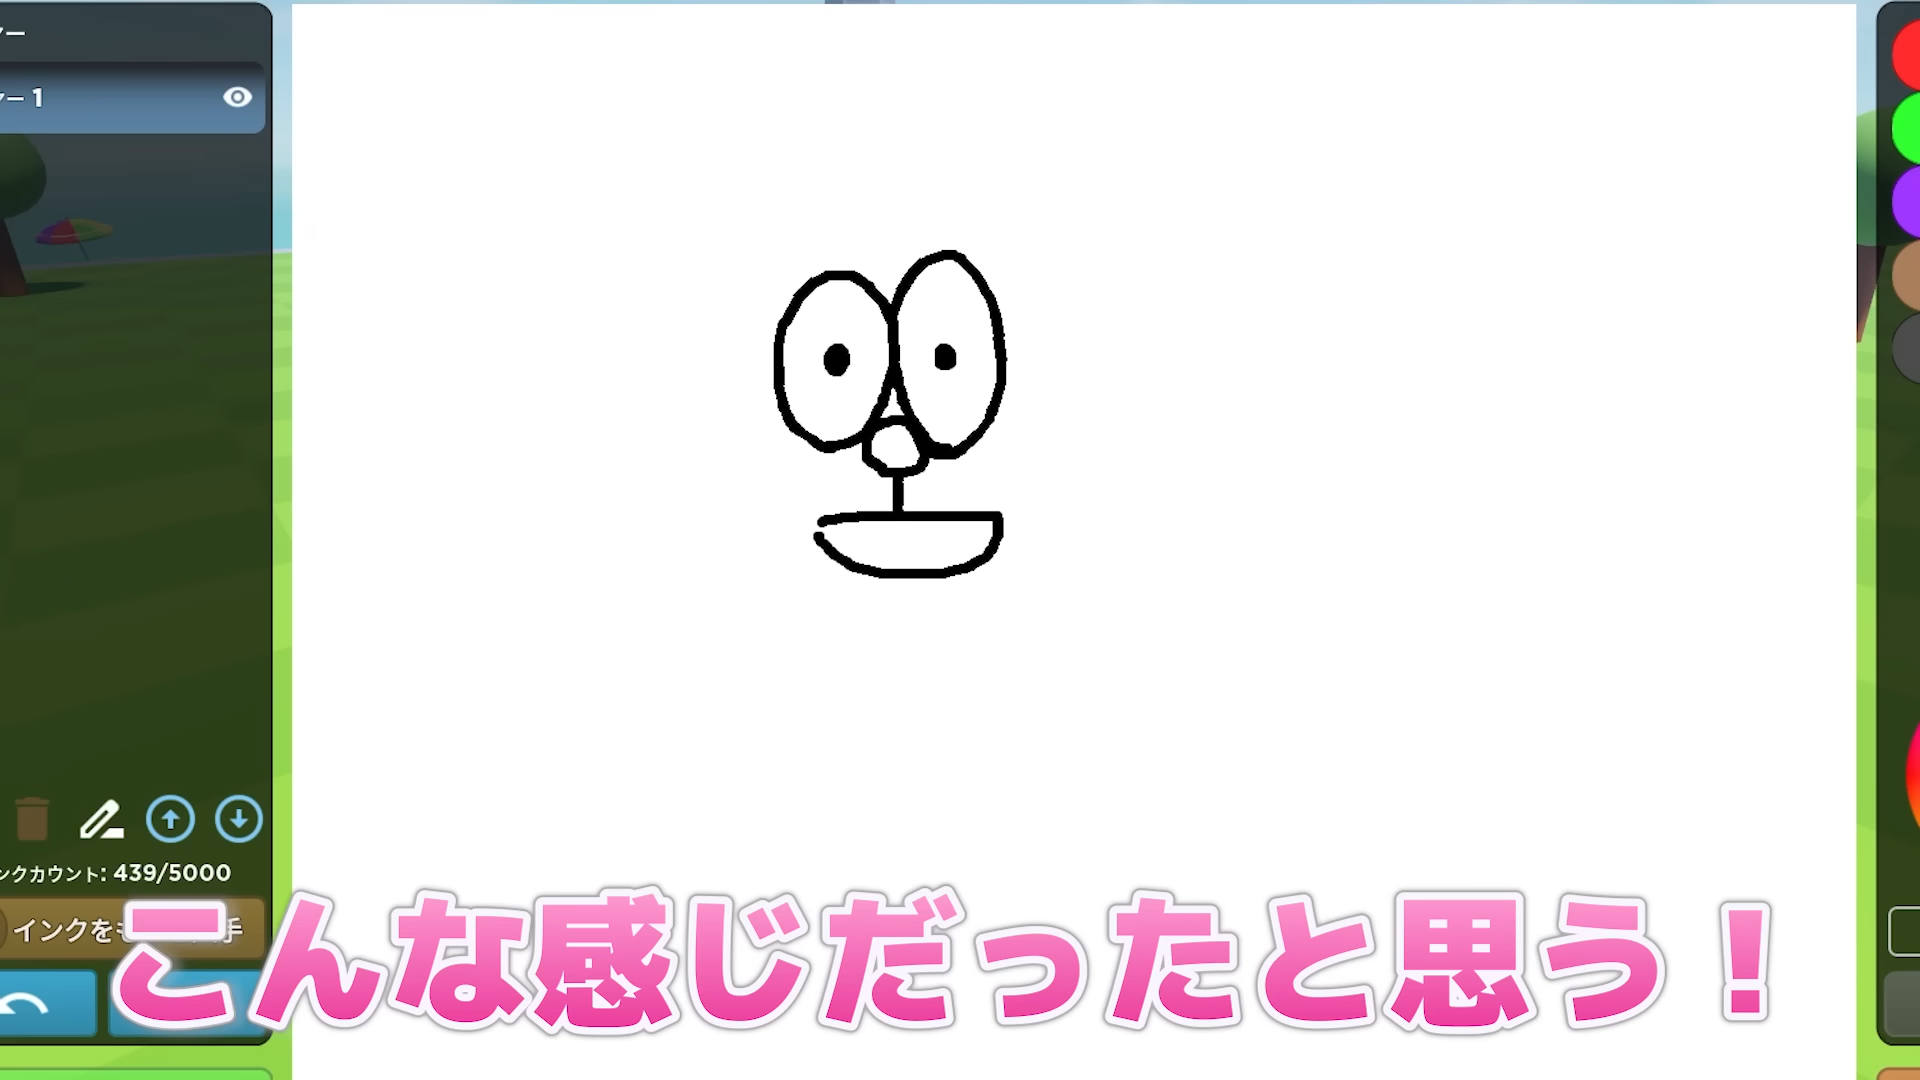 ー
ー 1
ンクカウント: 439/5000
インクを
こんな感じだったと思う！